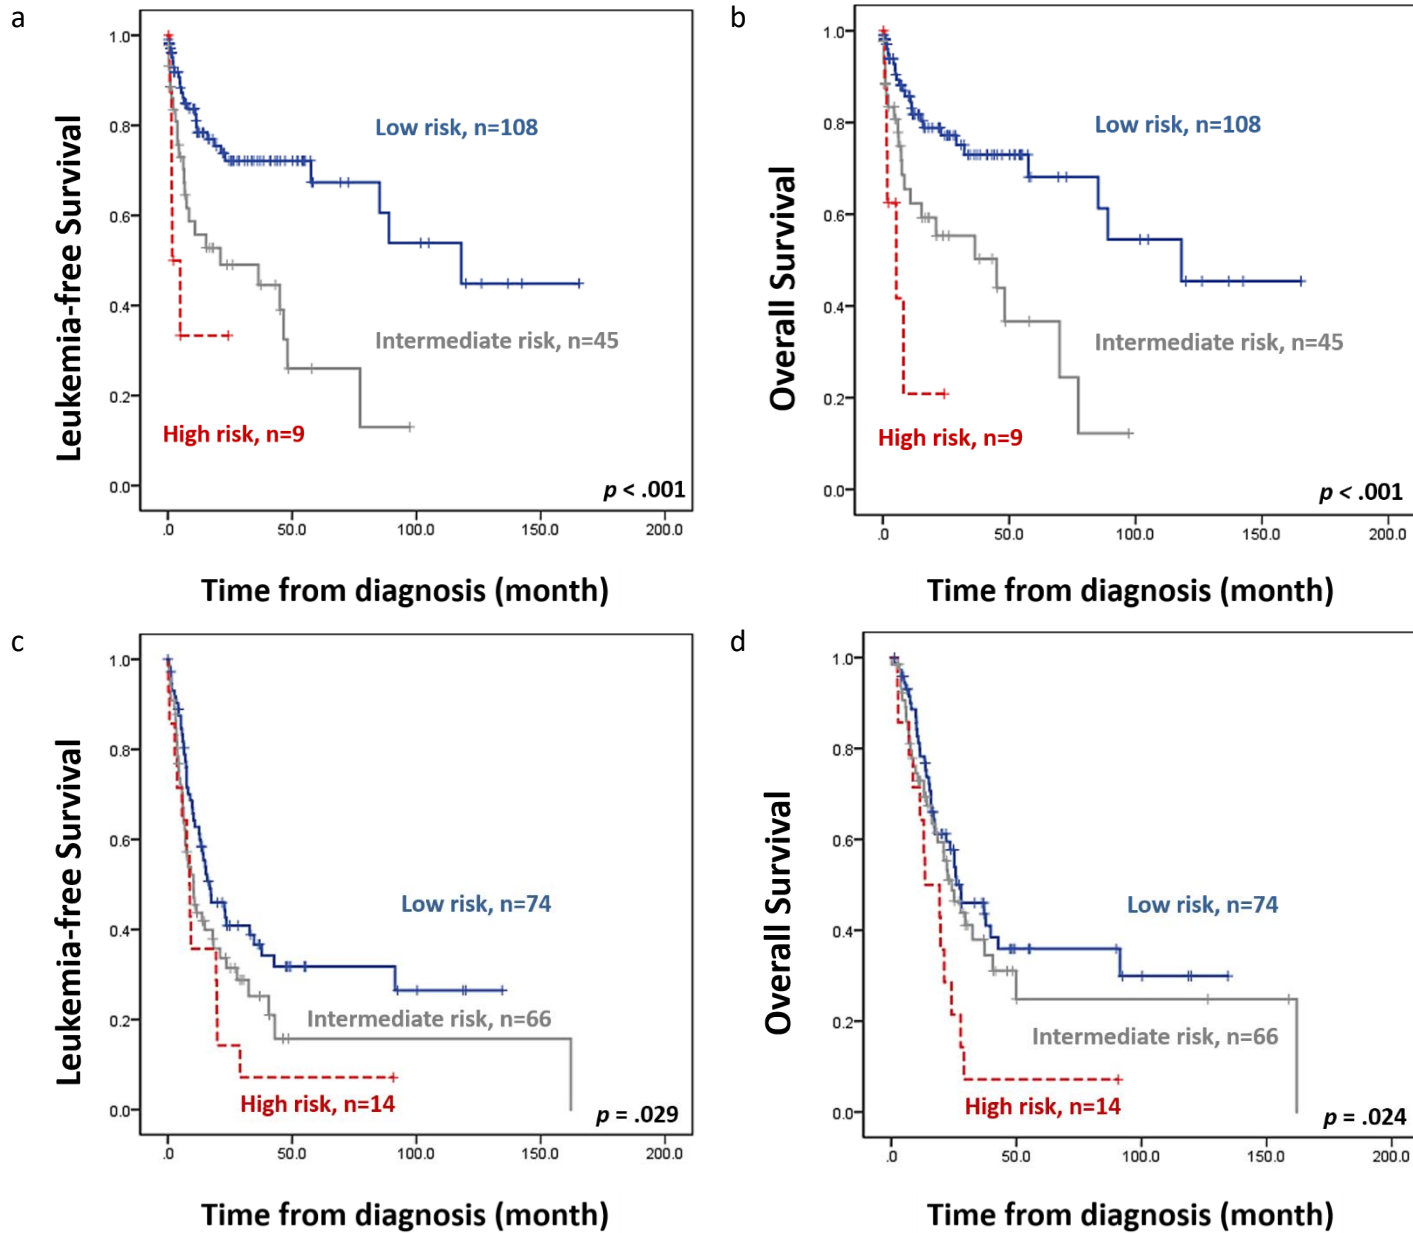 a
Leukemia-free Survival
1.0
0.8
0.6
0.4
0.2
0.0
Low risk, n=108
Intermediate risk, n=45
High risk, n=9
p < .001
.0 50.0 100.0 150.0 200.0
Time from diagnosis (month)
b
Overall Survival
1.0
0.8
0.6
0.4
0.2
0.0
Low risk, n=108
Intermediate risk, n=45
High risk, n=9
p < .001
.0 50.0 100.0 150.0 200.0
Time from diagnosis (month)
c
Leukemia-free Survival
1.0
0.8
0.6
0.4
0.2
0.0
Low risk, n=74
Intermediate risk, n=66
High risk, n=14
p = .029
.0 50.0 100.0 150.0 200.0
Time from diagnosis (month)
d
Overall Survival
1.0
0.8
0.6
0.4
0.2
0.0
Low risk, n=74
Intermediate risk, n=66
High risk, n=14
p = .024
.0 50.0 100.0 150.0 200.0
Time from diagnosis (month)